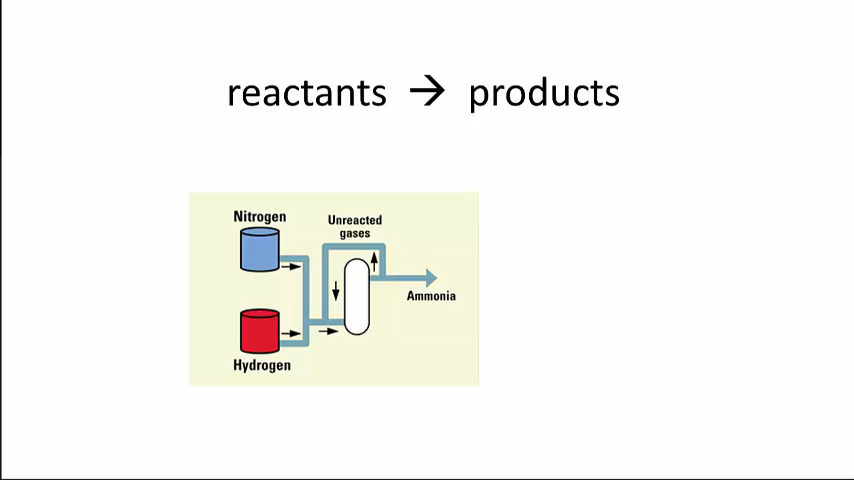 reactants → products
Nitrogen
Unreacted
gases
Ammonia
Hydrogen